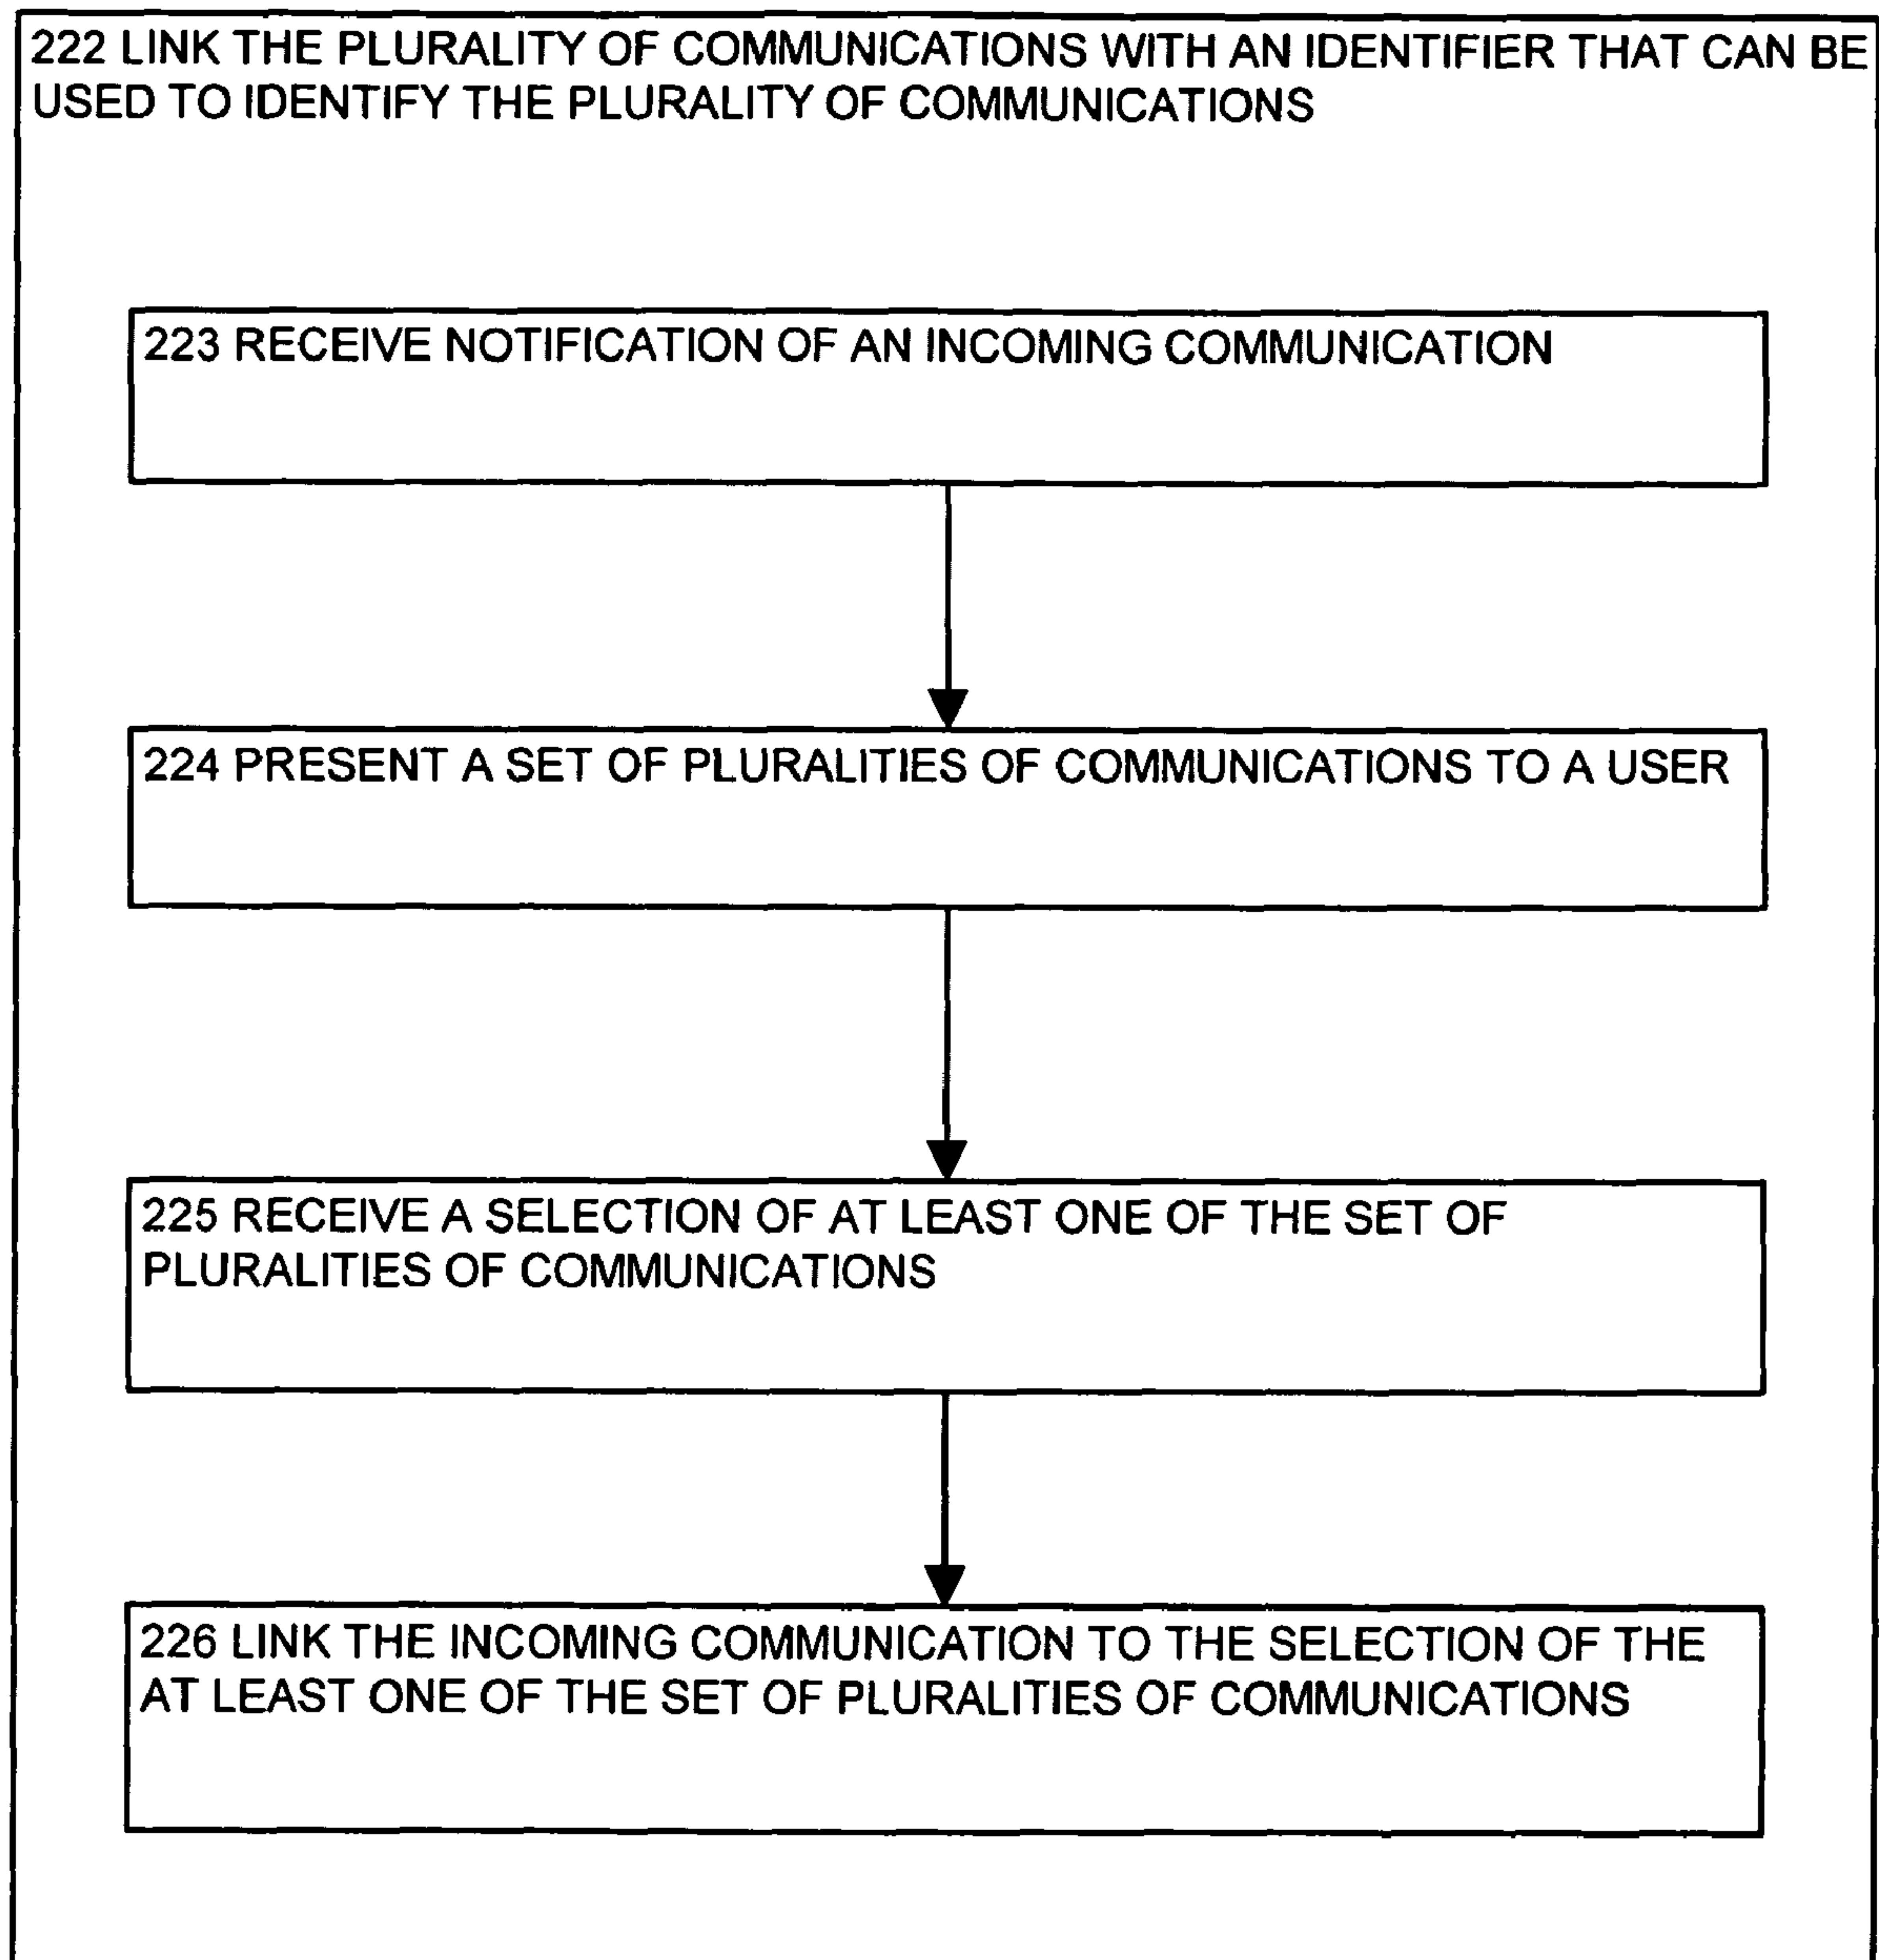 222 LINK THE PLURALITY OF COMMUNICATIONS WITH AN IDENTIFIER THAT CAN BE
USED TO IDENTIFY THE PLURALITY OF COMMUNICATIONS
223 RECEIVE NOTIFICATION OF AN INCOMING COMMUNICATION
224 PRESENT A SET OF PLURALITIES OF COMMUNICATIONS TO A USER
225 RECEIVE A SELECTION OF AT LEAST ONE OF THE SET OF
PLURALITIES OF COMMUNICATIONS
226 LINK THE INCOMING COMMUNICATION TO THE SELECTION OF THE
AT LEAST ONE OF THE SET OF PLURALITIES OF COMMUNICATIONS